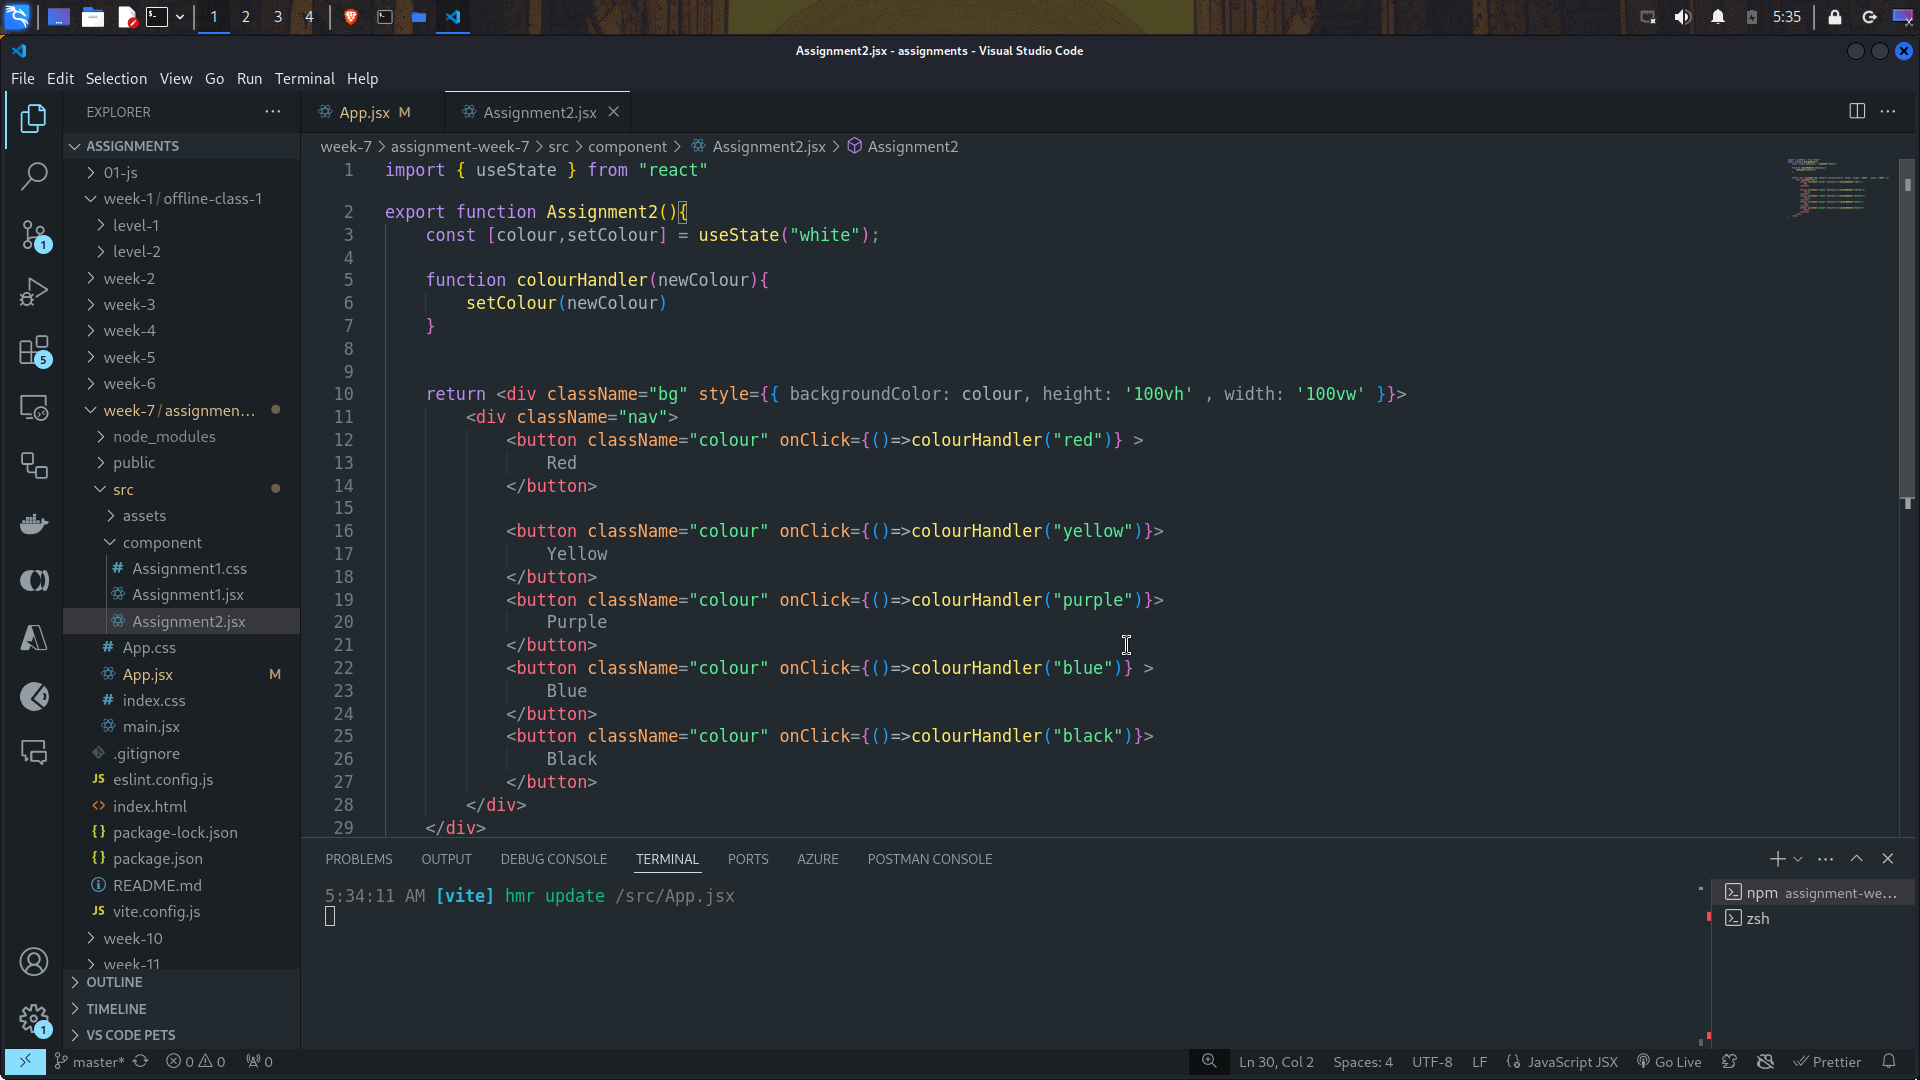 1 2 3 4 5:35
Assignment2.jsx - assignments - Visual Studio Code
File Edit Selection View Go Run Terminal Help
EXPLORER
ASSIGNMENTS
01-js
week-1 / offline-class-1
level-1
level-2
week-2
week-3
week-4
week-5
week-6
week-7 / assignmen...
node_modules
public
src
assets
component
Assignment1.css
Assignment1.jsx
Assignment2.jsx
App.css
App.jsx M
index.css
main.jsx
.gitignore
eslint.config.js
index.html
package-lock.json
package.json
README.md
vite.config.js
week-10
week-11
OUTLINE
TIMELINE
VS CODE PETS
1
5
1
App.jsx M Assignment2.jsx
week-7 > assignment-week-7 > src > component > Assignment2.jsx > Assignment2
1 import { useState } from "react"
2 export function Assignment2(){
3 const [colour,setColour] = useState("white");
4
5 function colourHandler(newColour){
6 setColour(newColour)
7 }
8
9
10 return <div className="bg" style={{ backgroundColor: colour, height: '100vh' , width: '100vw' }}>
11 <div className="nav">
12 <button className="colour" onClick={()=>colourHandler("red")} >
13 Red
14 </button>
15
16 <button className="colour" onClick={()=>colourHandler("yellow")}>
17 Yellow
18 </button>
19 <button className="colour" onClick={()=>colourHandler("purple")}>
20 Purple
21 </button>
22 <button className="colour" onClick={()=>colourHandler("blue")} >
23 Blue
24 </button>
25 <button className="colour" onClick={()=>colourHandler("black")}>
26 Black
27 </button>
28 </div>
29 </div>
PROBLEMS OUTPUT DEBUG CONSOLE TERMINAL PORTS AZURE POSTMAN CONSOLE
5:34:11 AM [vite] hmr update /src/App.jsx
npm assignment-we...
zsh
master* 0 0 0 Ln 30, Col 2 Spaces: 4 UTF-8 LF JavaScript JSX Go Live Prettier